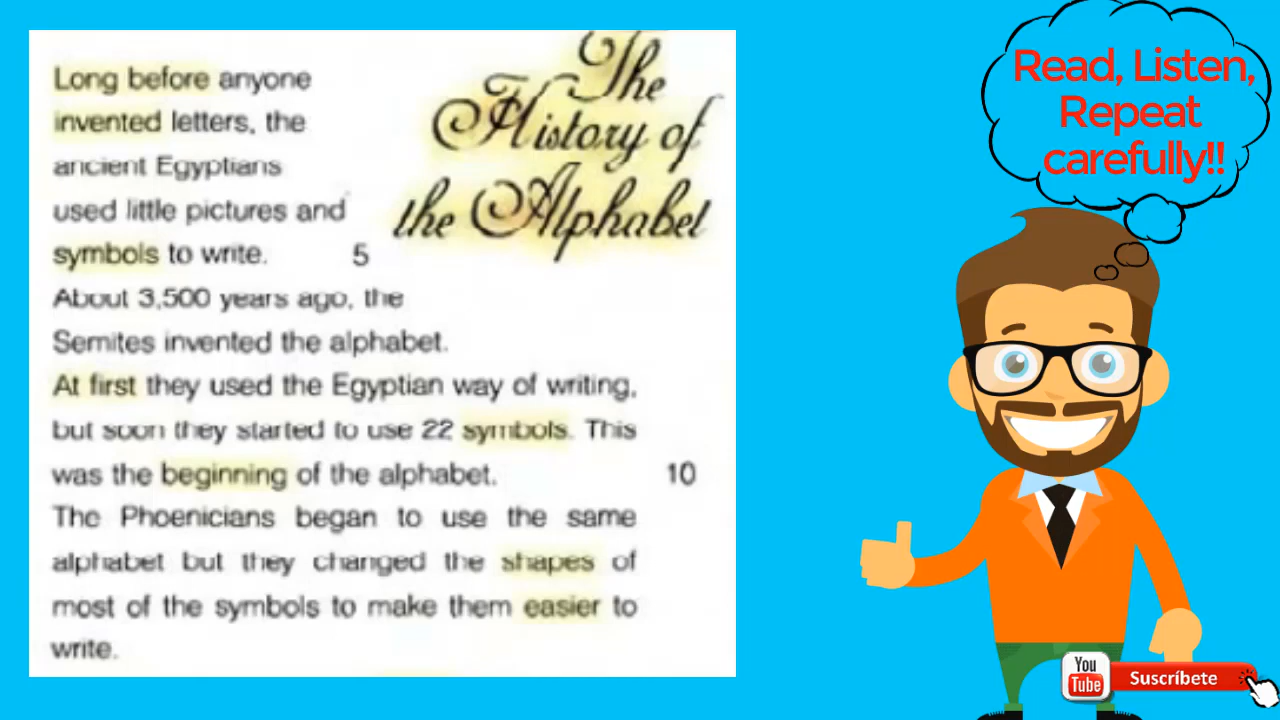 Long before anyone
invented letters, the
ancient Egyptians
used little pictures and
symbols to write. 5
About 3,500 years ago, the
Semites invented the alphabet.
At first they used the Egyptian way of writing,
but soon they started to use 22 symbols. This
was the beginning of the alphabet. 10
The Phoenicians began to use the same
alphabet but they changed the shapes of
most of the symbols to make them easier to
write.
The
History of
the Alphabet
Read, Listen,
Repeat
carefully!!
You
Tube
Suscríbete